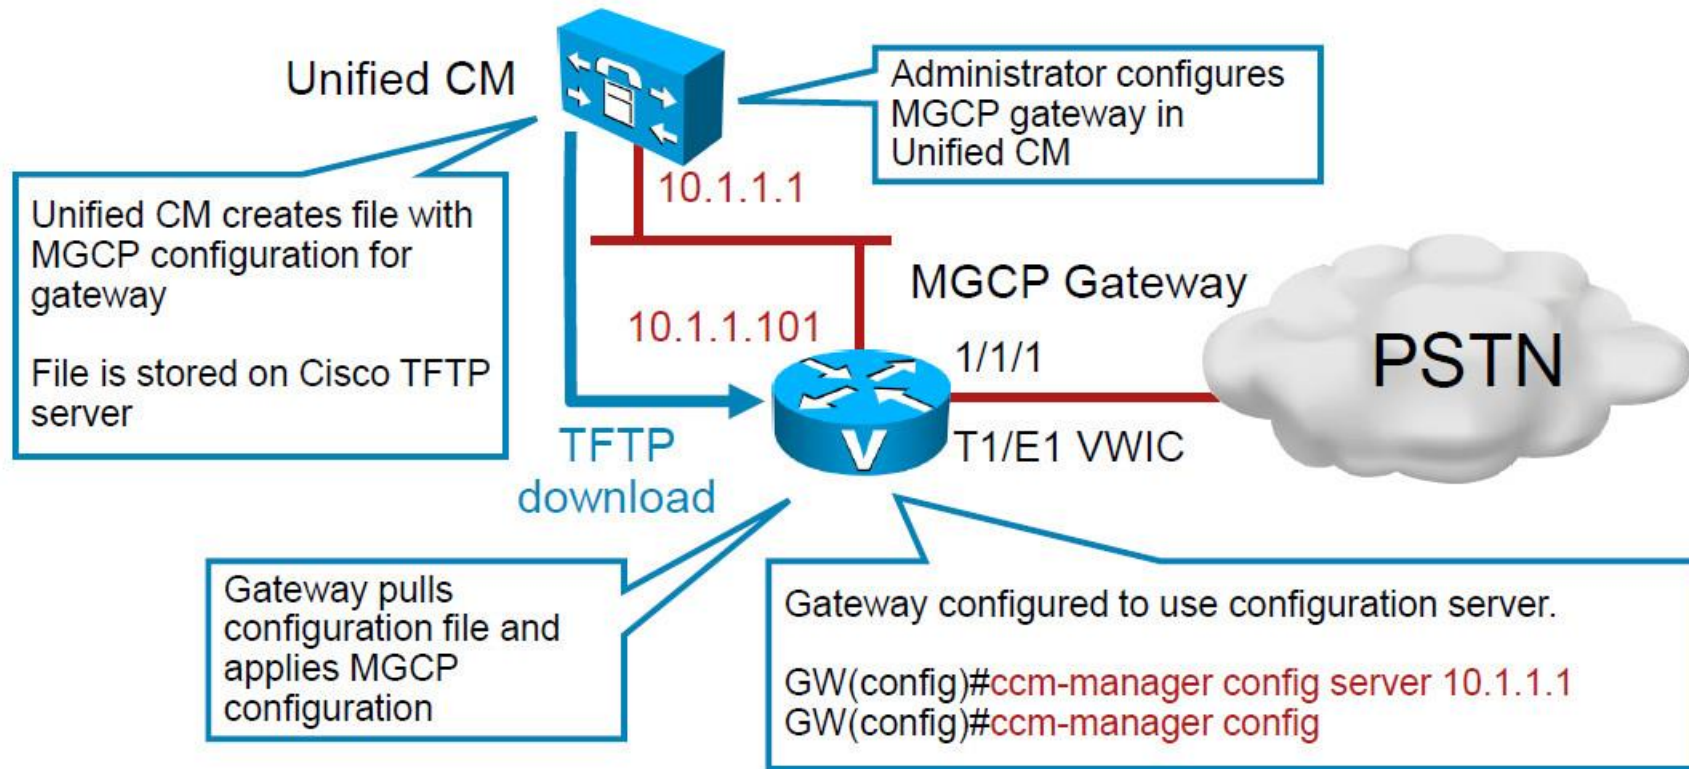 Unified CM
Administrator configures
MGCP gateway in
Unified CM
10.1.1.1
Unified CM creates file with
MGCP configuration for
gateway
File is stored on Cisco TFTP
server
MGCP Gateway
10.1.1.101
1/1/1
PSTN
V
T1/E1 VWIC
TFTP
download
Gateway pulls
configuration file and
applies MGCP
configuration
Gateway configured to use configuration server.
GW(config)#ccm-manager config server 10.1.1.1
GW(config)#ccm-manager config